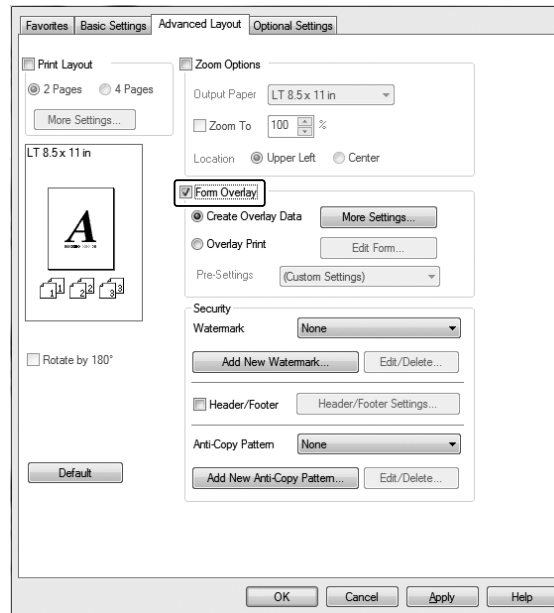 Favorites Basic Settings Advanced Layout Optional Settings
Print Layout
2 Pages 4 Pages
More Settings...
LT 8.5 x 11 in
A
1 1 2 2 3 3
Rotate by 180°
Default
Zoom Options
Output Paper LT 8.5 x 11 in
Zoom To 100 %
Location Upper Left Center
Form Overlay
Create Overlay Data More Settings...
Overlay Print Edit Form...
Pre-Settings (Custom Settings)
Security
Watermark None
Add New Watermark... Edit/Delete...
Header/Footer Header/Footer Settings...
Anti-Copy Pattern None
Add New Anti-Copy Pattern... Edit/Delete...
OK Cancel Apply Help